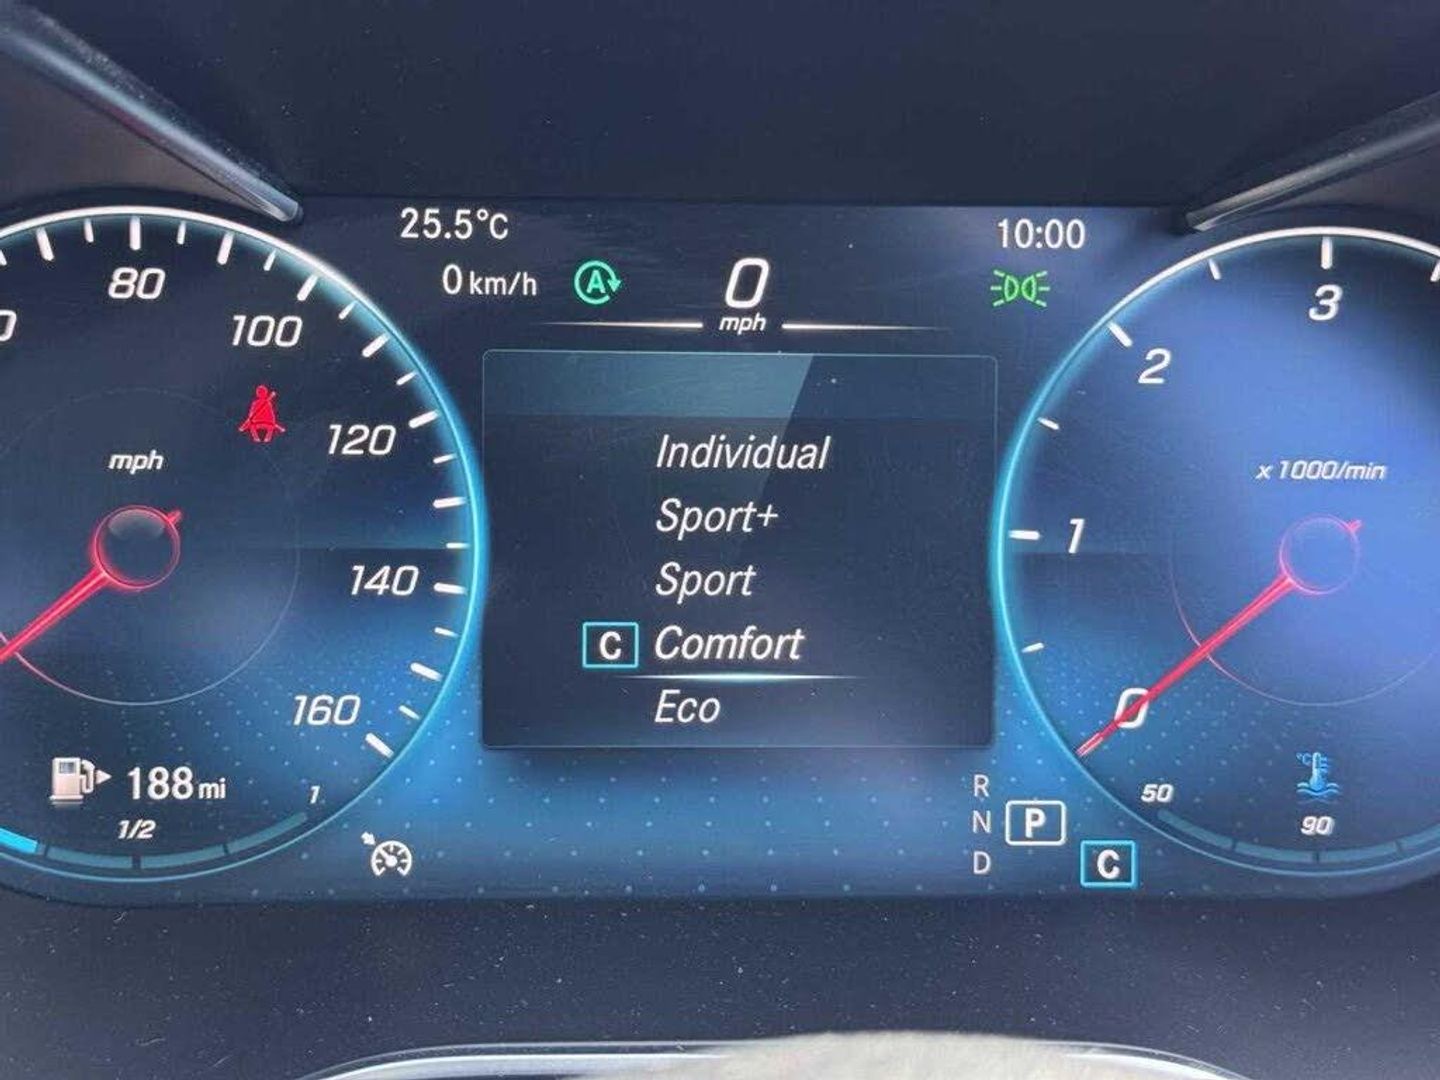 25.5°C
10:00
0 km/h
A
0
mph
80
100
120
140
160
mph
Individual
Sport+
Sport
C Comfort
Eco
3
2
1
0
x 1000/min
188 mi
1/2
1
R
N
D
P
C
50
°C
90